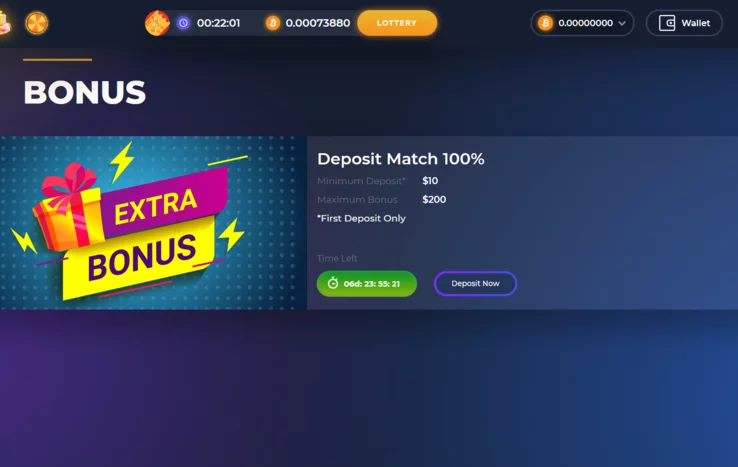 00:22:01
0.00073880
LOTTERY
0.00000000
Wallet
BONUS
EXTRA
BONUS
Deposit Match 100%
Minimum Deposit* $10
Maximum Bonus $200
*First Deposit Only
Time Left
06d: 23: 55: 21
Deposit Now